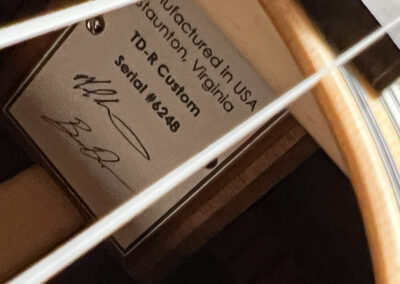 nufactured in USA
staunton, Virginia
TD-R Custom
Serial #6248